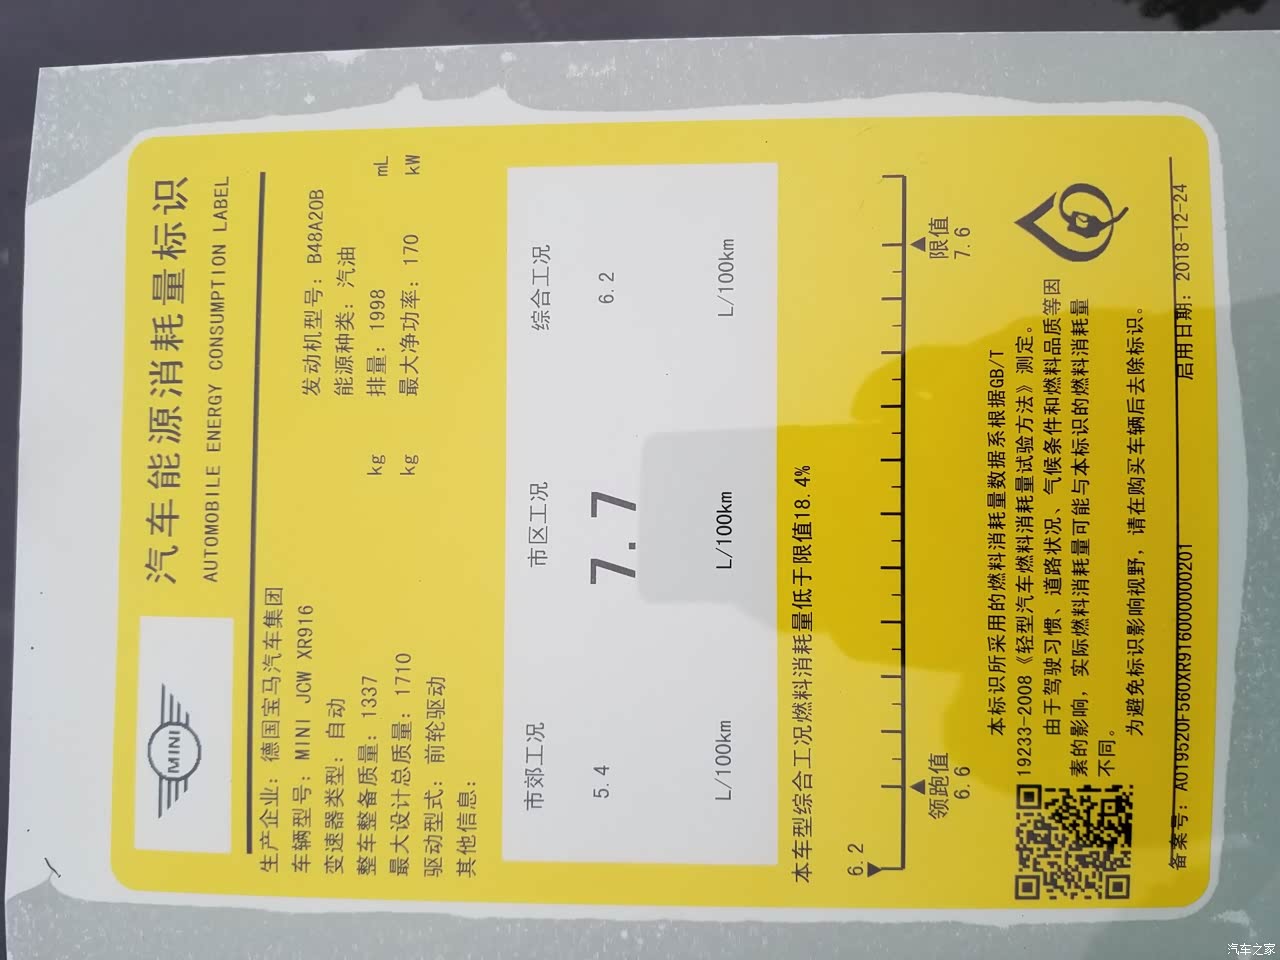 MINI
汽车能源消耗量标识
AUTOMOBILE ENERGY CONSUMPTION LABEL
生产企业: 德国宝马汽车集团
车辆型号: MINI JCW XR916
发动机型号: B48A20B
变速器类型: 自动
能源种类: 汽油
整车整备质量: 1337 kg
排量: 1998 mL
最大设计总质量: 1710 kg
最大净功率: 170 kW
驱动型式: 前轮驱动
其他信息:
市郊工况 市区工况 综合工况
5.4 7.7 6.2
L/100km L/100km L/100km
本车型综合工况燃料消耗量低于限值18.4%
6.2
领跑值 限值
6.6 7.6
本标识所采用的燃料消耗量数据系根据GB/T
19233-2008《轻型汽车燃料消耗量试验方法》测定。
由于驾驶习惯、道路状况、气候条件和燃料品质等因
素的影响，实际燃料消耗量可能与本标识的燃料消耗量
不同。
为避免标识影响视野，请在购买车辆后去除标识。
备案号: A019520F560XR916000000201
启用日期: 2018-12-24
汽车之家